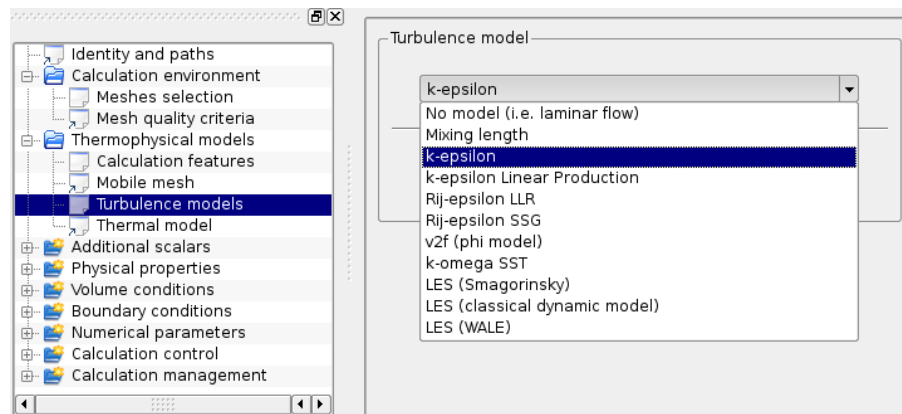 Identity and paths
Calculation environment
Meshes selection
Mesh quality criteria
Thermophysical models
Calculation features
Mobile mesh
Turbulence models
Thermal model
Additional scalars
Physical properties
Volume conditions
Boundary conditions
Numerical parameters
Calculation control
Calculation management
Turbulence model
k-epsilon
No model (i.e. laminar flow)
Mixing length
k-epsilon
k-epsilon Linear Production
Rij-epsilon LLR
Rij-epsilon SSG
v2f (phi model)
k-omega SST
LES (Smagorinsky)
LES (classical dynamic model)
LES (WALE)